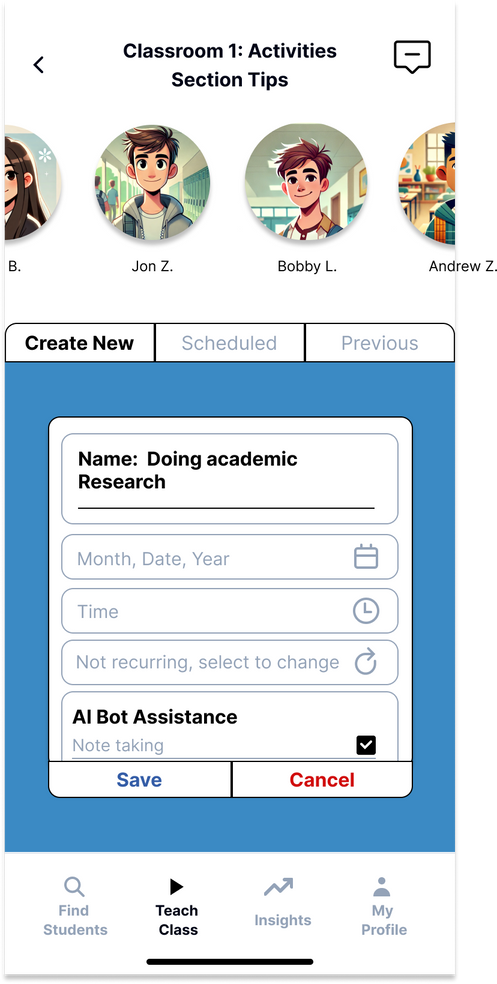 Classroom 1: Activities
Section Tips
B.
Jon Z.
Bobby L.
Andrew Z.
Create New
Scheduled
Previous
Name:  Doing academic
Research
Month, Date, Year
Time
Not recurring, select to change
AI Bot Assistance
Note taking
Save
Cancel
Find
Students
Teach
Class
Insights
My
Profile